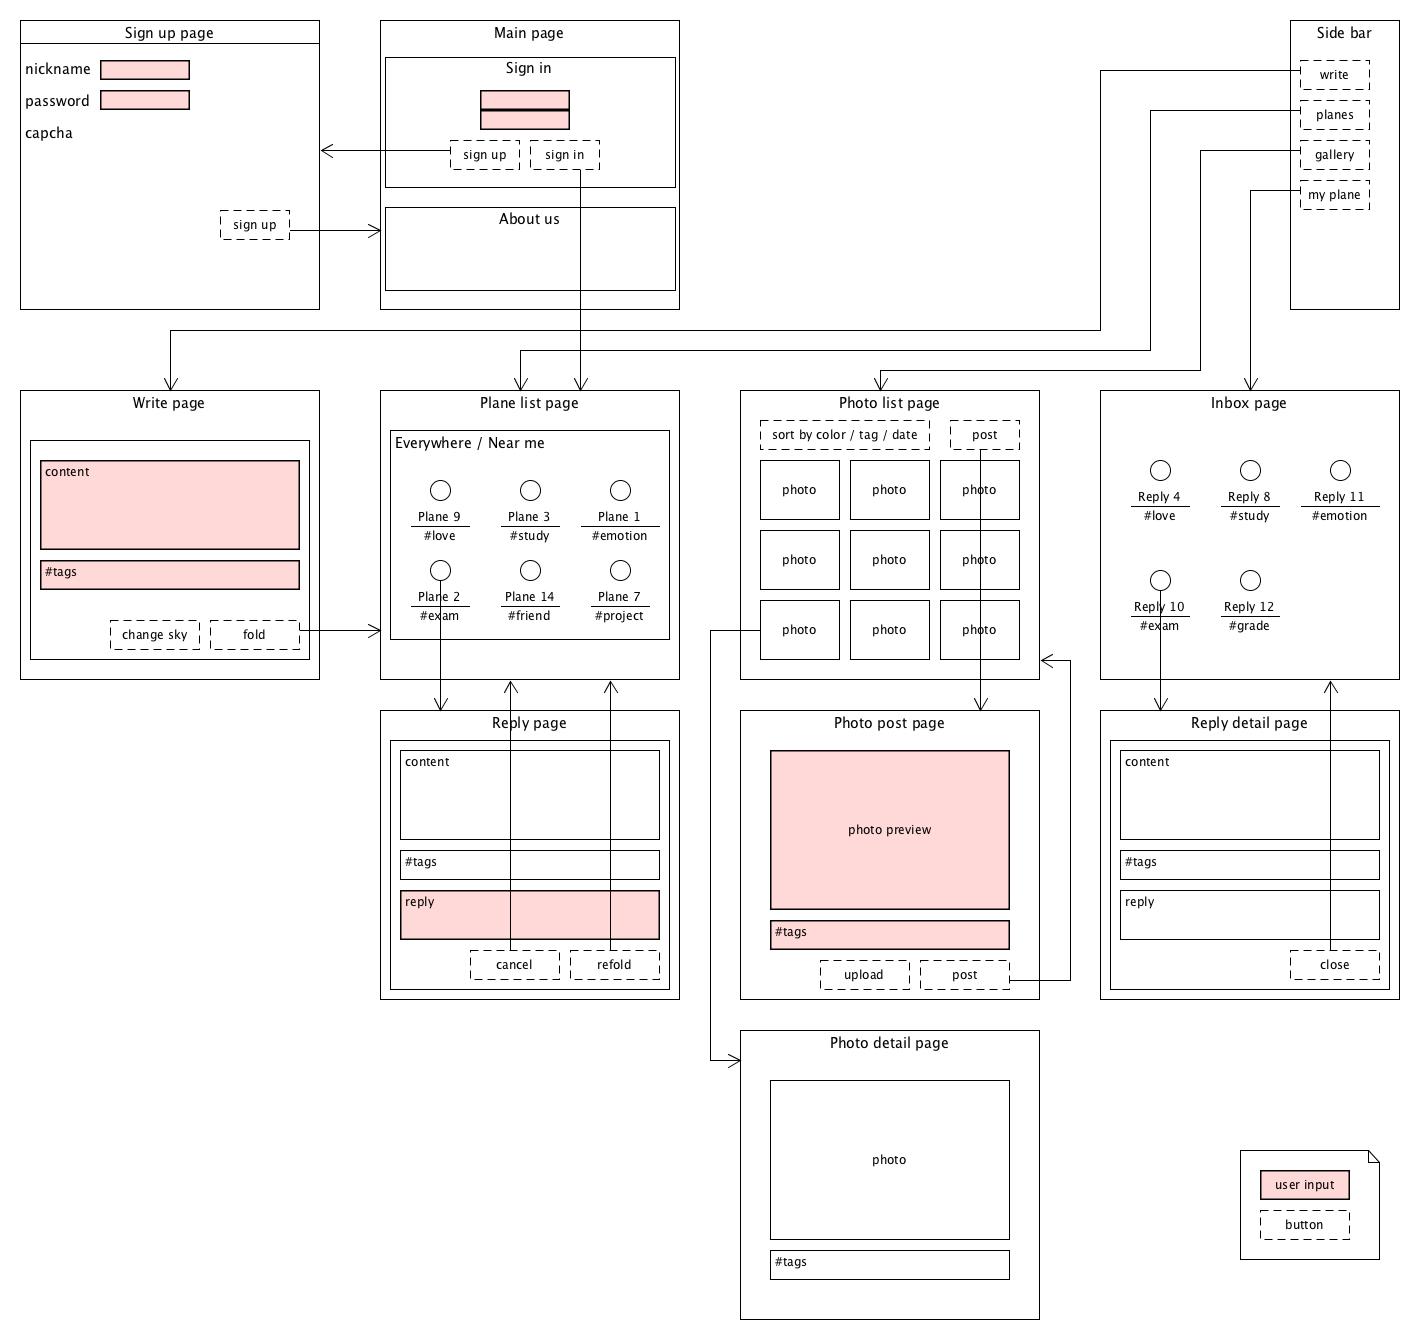 Sign up page
nickname
password
capcha
sign up
Main page
Sign in
sign up
sign in
About us
Side bar
write
planes
gallery
my plane
Write page
content
#tags
change sky
fold
Plane list page
Everywhere / Near me
Plane 9
#love
Plane 3
#study
Plane 1
#emotion
Plane 2
#exam
Plane 14
#friend
Plane 7
#project
Photo list page
sort by color / tag / date
post
photo
photo
photo
photo
photo
photo
photo
photo
photo
Inbox page
Reply 4
#love
Reply 8
#study
Reply 11
#emotion
Reply 10
#exam
Reply 12
#grade
Reply page
content
#tags
reply
cancel
refold
Photo post page
photo preview
#tags
upload
post
Reply detail page
content
#tags
reply
close
Photo detail page
photo
#tags
user input
button